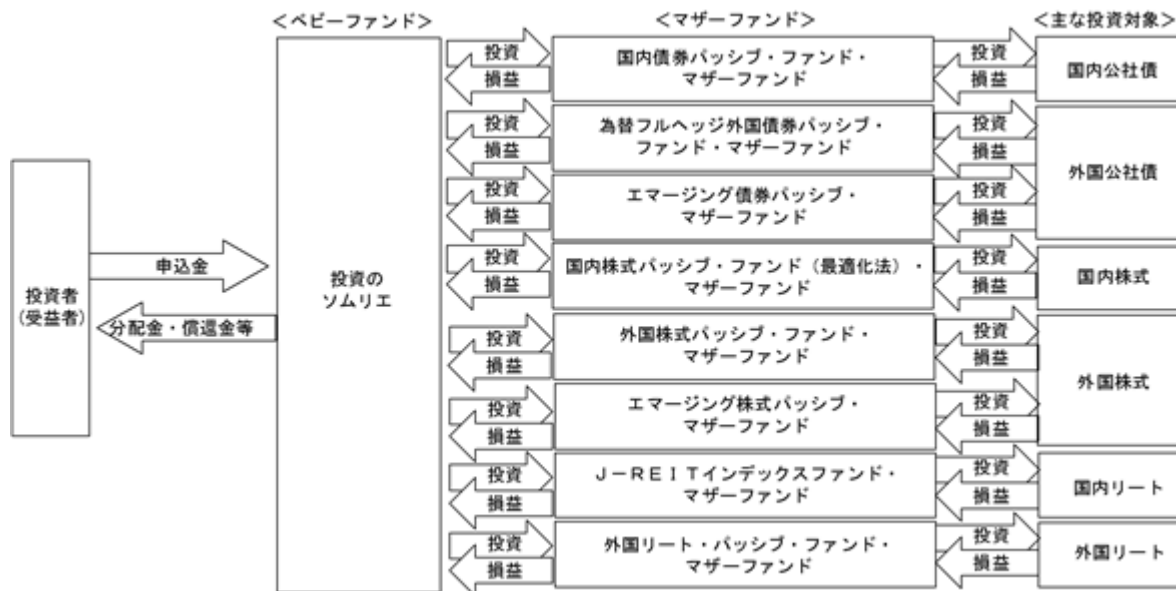 ＜ベビーファンド＞
＜マザーファンド＞
＜主な投資対象＞
投資者
(受益者)
申込金
分配金・償還金等
投資の
ソムリエ
投資
損益
国内債券パッシブ・ファンド・
マザーファンド
投資
損益
国内公社債
投資
損益
為替フルヘッジ外国債券パッシブ・
ファンド・マザーファンド
投資
損益
外国公社債
投資
損益
エマージング債券パッシブ・
マザーファンド
投資
損益
投資
損益
国内株式パッシブ・ファンド（最適化法）・
マザーファンド
投資
損益
国内株式
投資
損益
外国株式パッシブ・ファンド・
マザーファンド
投資
損益
外国株式
投資
損益
エマージング株式パッシブ・
マザーファンド
投資
損益
投資
損益
Ｊ－ＲＥＩＴインデックスファンド・
マザーファンド
投資
損益
国内リート
投資
損益
外国リート・パッシブ・ファンド・
マザーファンド
投資
損益
外国リート